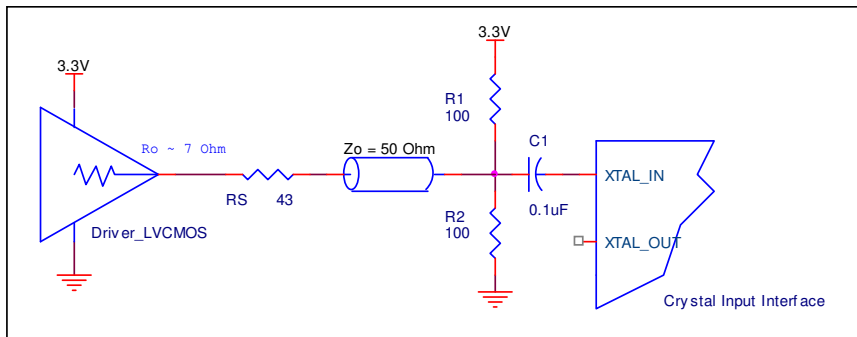 3.3V
3.3V
R1
100
C1
Ro ~ 7 Ohm
Zo = 50 Ohm
XTAL_IN
RS 43
0.1uF
R2
100
Driver_LVCMOS
XTAL_OUT
Crystal Input Interface